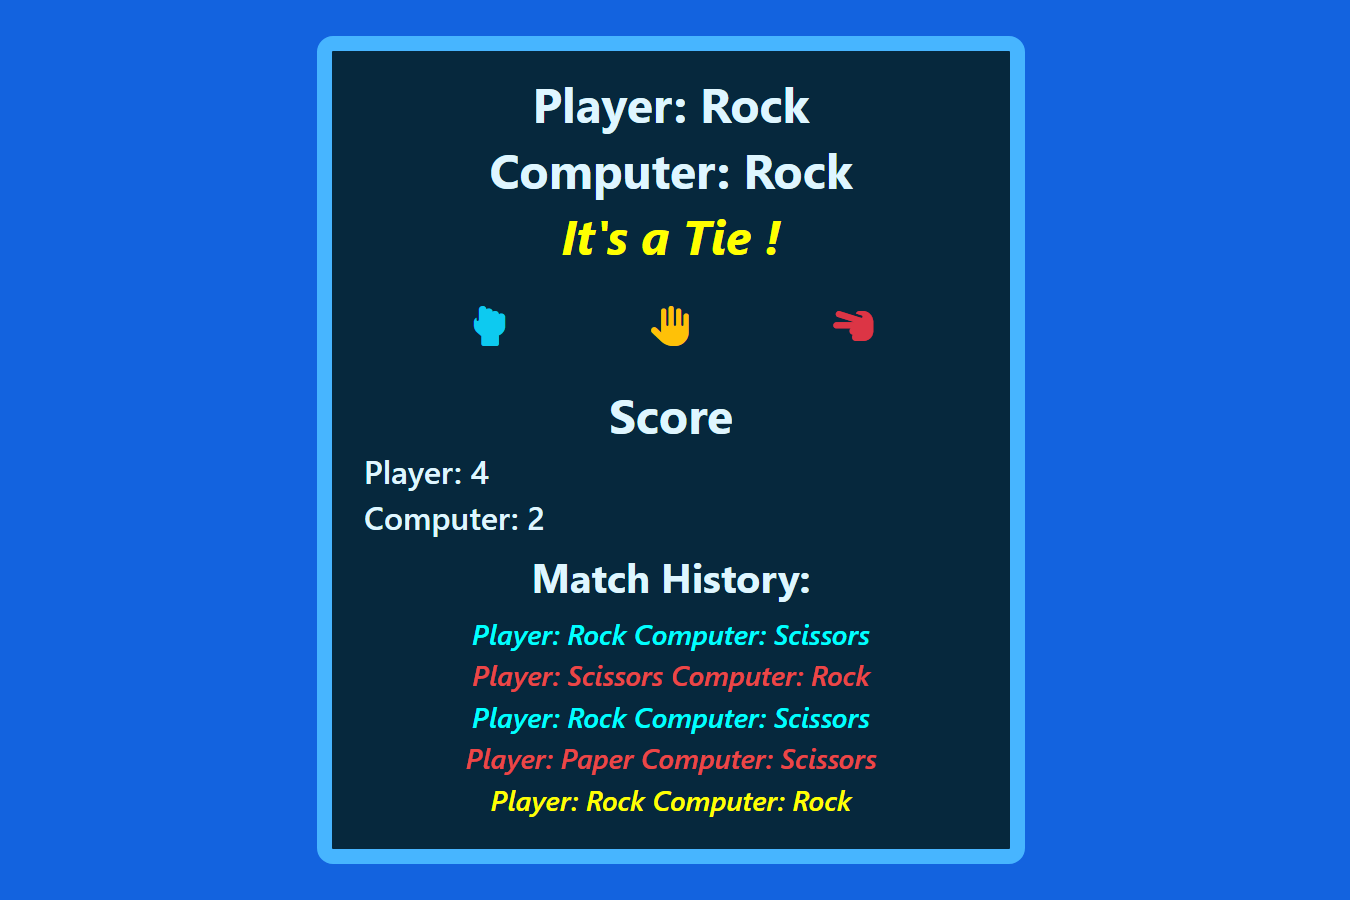 Player: Rock
Computer: Rock
It's a Tie !
Score
Player: 4
Computer: 2
Match History:
Player: Rock Computer: Scissors
Player: Scissors Computer: Rock
Player: Rock Computer: Scissors
Player: Paper Computer: Scissors
Player: Rock Computer: Rock